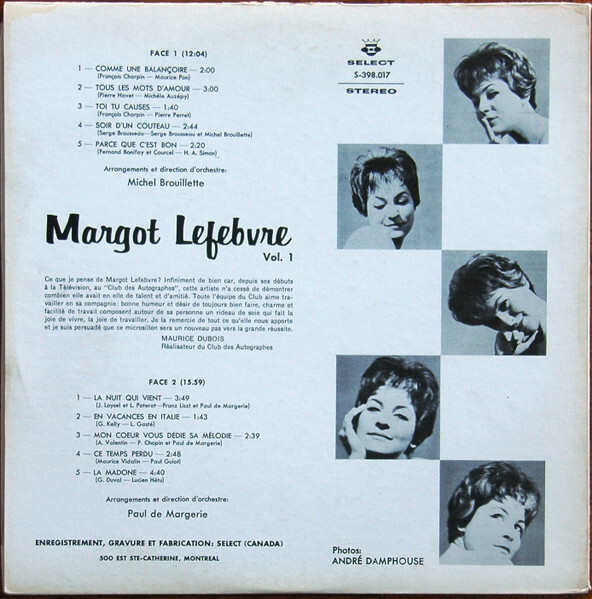 FACE 1 (12:04)
1 — COMME UNE BALANÇOIRE — 2:00
(François Charpin — Maurice Pon)
2 — TOUS LES MOTS D'AMOUR — 3:00
(Pierre Havet — Michèle Auzépy)
3 — TOI TU CAUSES — 1:40
(François Charpin — Pierre Perret)
4 — SOIR D'UN COUTEAU — 2:44
(Serge Brousseau—Serge Brousseau et Michel Brouillette)
5 — PARCE QUE C'EST BON — 2:20
(Fernand Bonifay et Courcel — H. A. Simon)
Arrangements et direction d'orchestre:
Michel Brouillette
SELECT
S-398.017
STEREO
Margot Lefebvre
Vol. 1
Ce que je pense de Margot Lefebvre? Infiniment de bien car, depuis ses débuts
à la Télévision, au "Club des Autographes", cette artiste n'a cessé de démontrer
combien elle avait en elle de talent et d'amitié. Toute l'équipe du Club aime tra-
vailler en sa compagnie: bonne humeur et désir de toujours bien faire, charme et
facilité de travail composent autour de sa personne un rideau de soie qui fait la
joie de vivre, la joie de travailler. Je la remercie de tout ce qu'elle nous apporte
et je suis persuadé que ce microsillon sera un nouveau pas vers la grande réussite.
MAURICE DUBOIS
Réalisateur du Club des Autographes
FACE 2 (15.59)
1 — LA NUIT QUI VIENT — 3:49
(J. Loysel et L. Poterat—Franz Liszt et Paul de Margerie)
2 — EN VACANCES EN ITALIE — 1:43
(G. Kelly — L. Gasté)
3 — MON COEUR VOUS DÉDIE SA MÉLODIE — 2:39
(A. Valentin — F. Chopin et Paul de Margerie)
4 — CE TEMPS PERDU — 2:48
(Maurice Vidalin — Paul Guiot)
5 — LA MADONE — 4:40
(G. Duval — Lucien Hétu)
Arrangements et direction d'orchestre:
Paul de Margerie
ENREGISTREMENT, GRAVURE ET FABRICATION: SELECT (CANADA)
500 EST STE-CATHERINE, MONTREAL
Photos:
ANDRÉ DAMPHOUSE